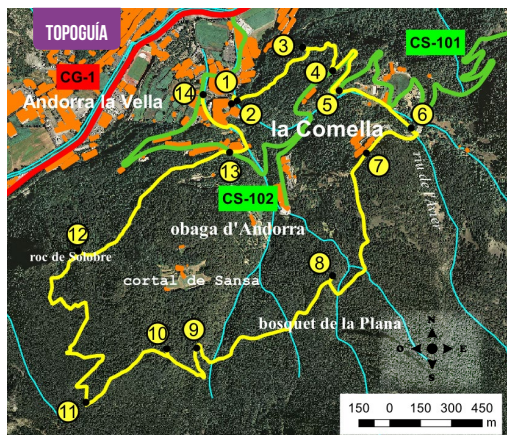 TOPOGUÍA
CS-101
3
CG-1
4
Andorra la Vella
14
1
5
2
6
la Comella
7
13
riu de l'Aviar
CS-102
obaga d'Andorra
12
roc de Solobre
8
cortal de Sansa
N
9
bosquet de la Plana
10
O
E
S
11
150 0 150 300 450
m